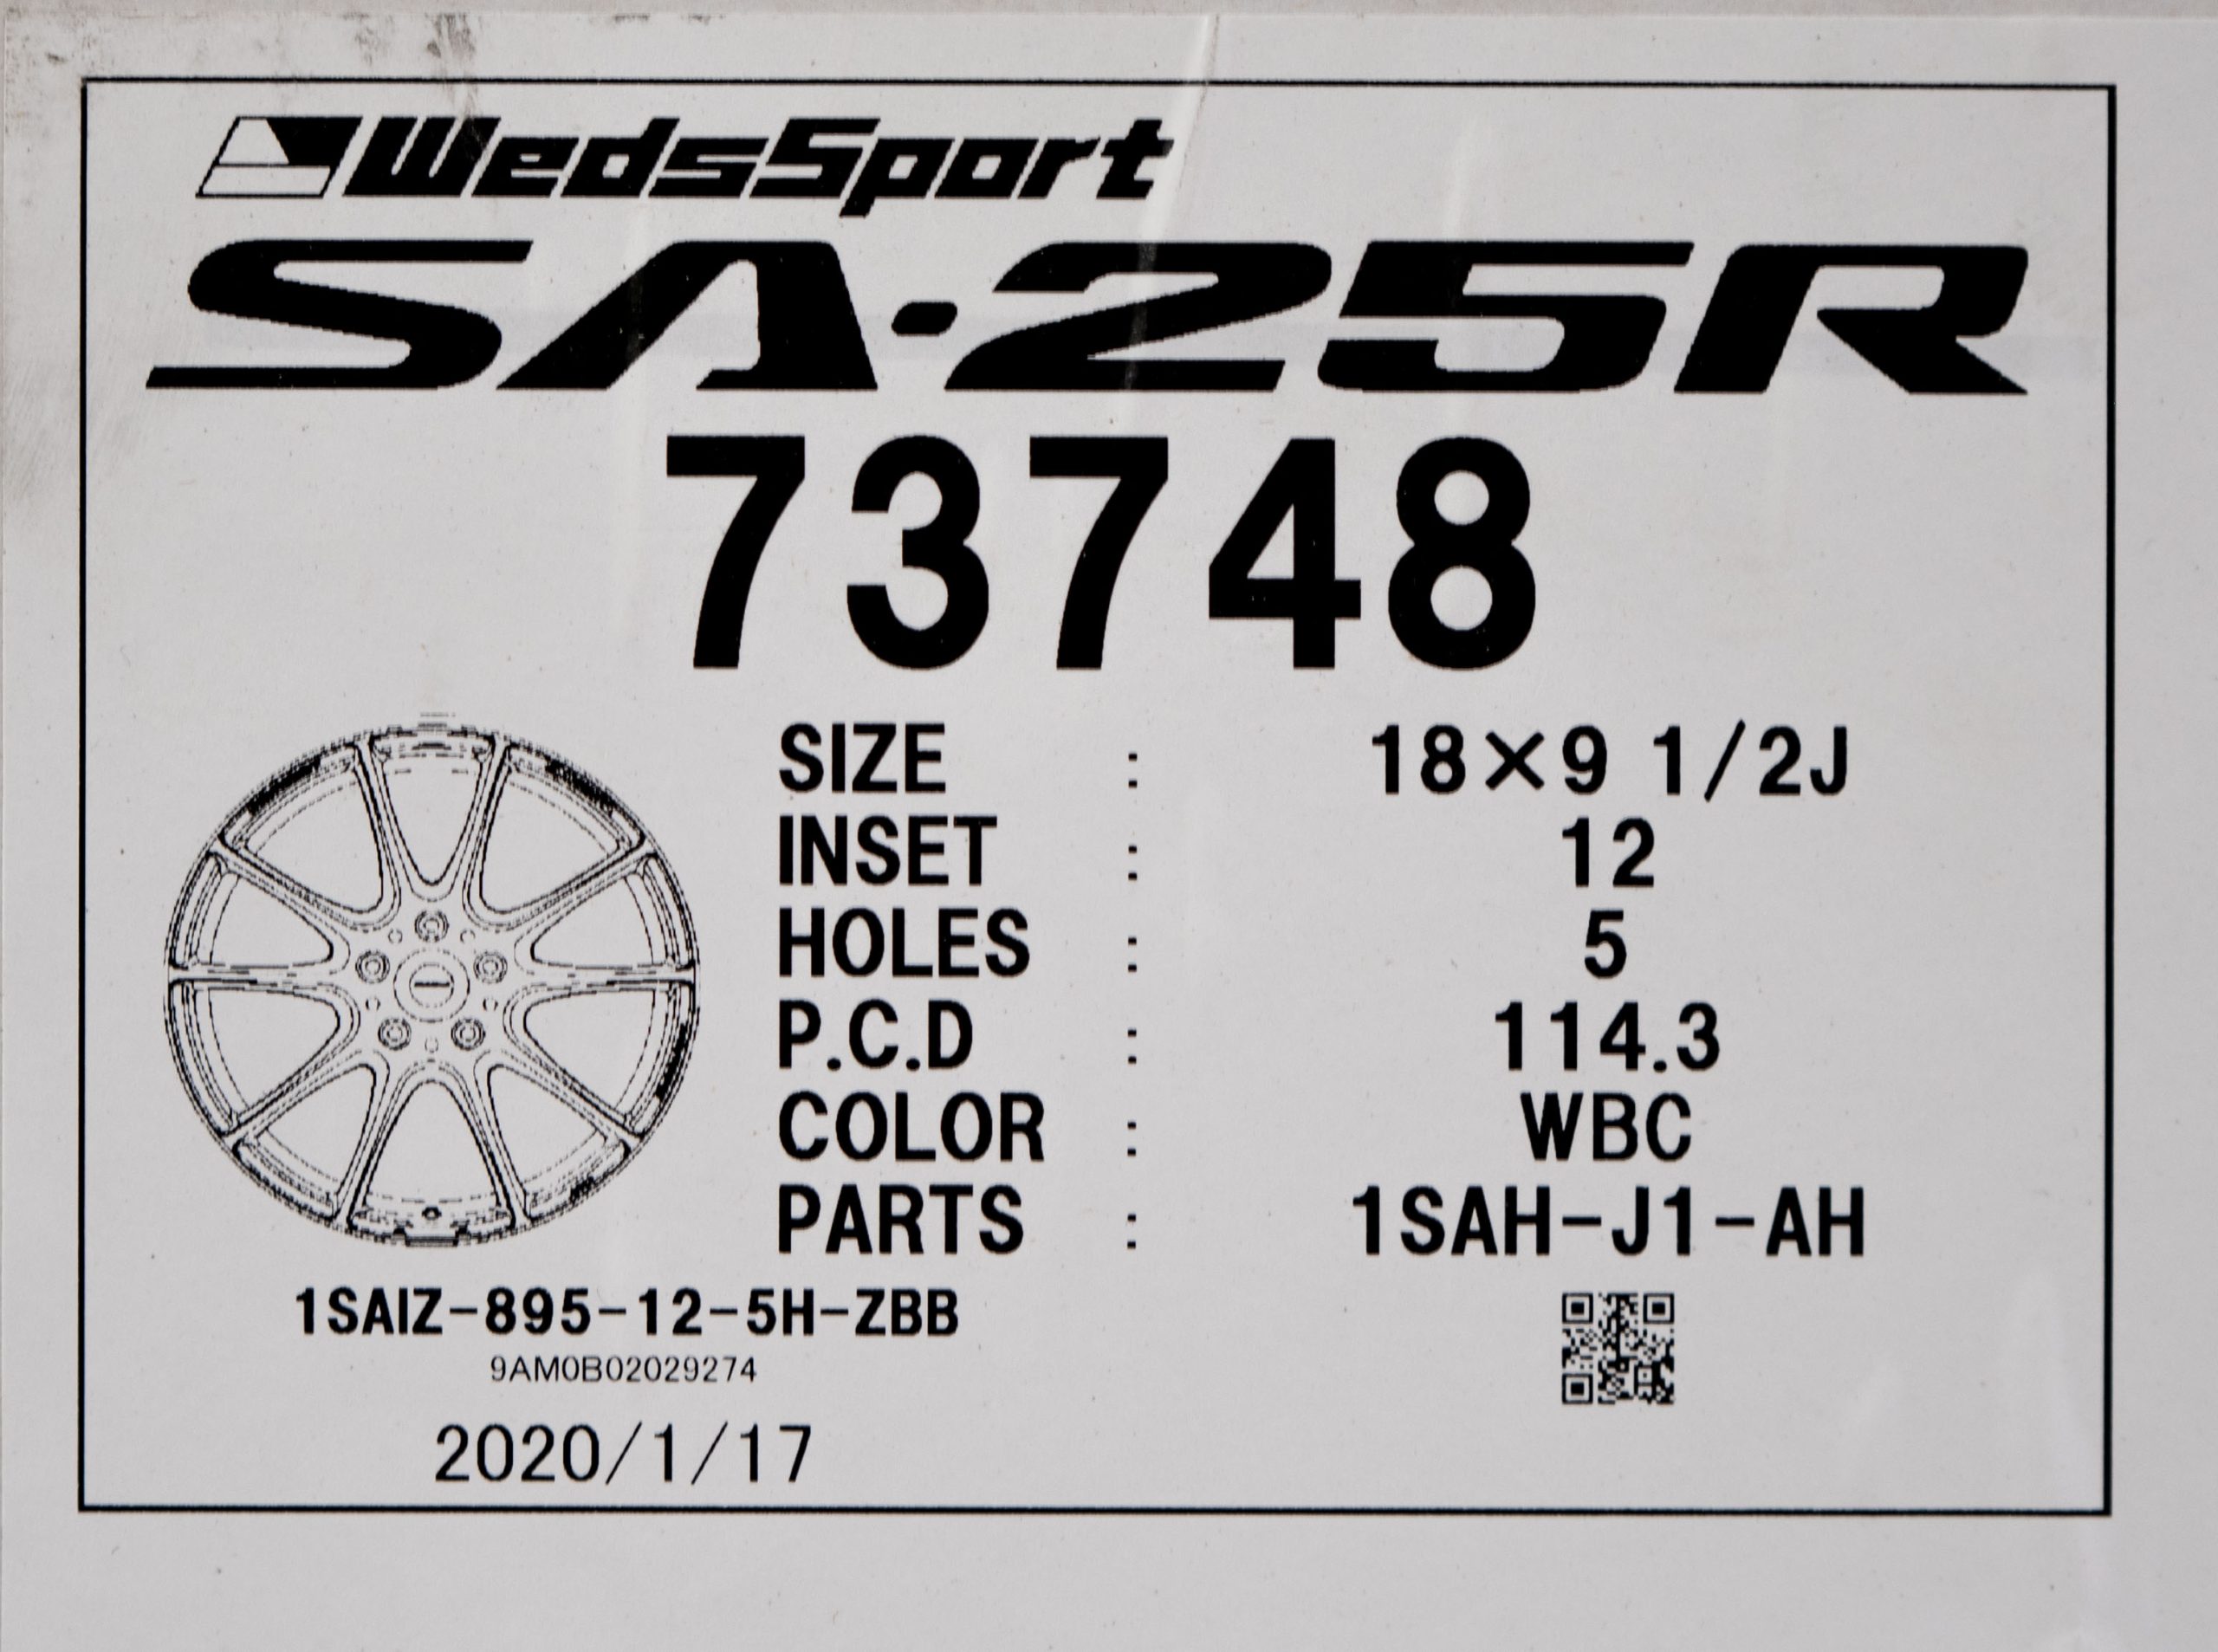 WedsSport
SA-25R
73748
SIZE : 18×9 1/2J
INSET : 12
HOLES : 5
P.C.D : 114.3
COLOR : WBC
PARTS : 1SAH-J1-AH
1SAIZ-895-12-5H-ZBB
9AM0B02029274
2020/1/17